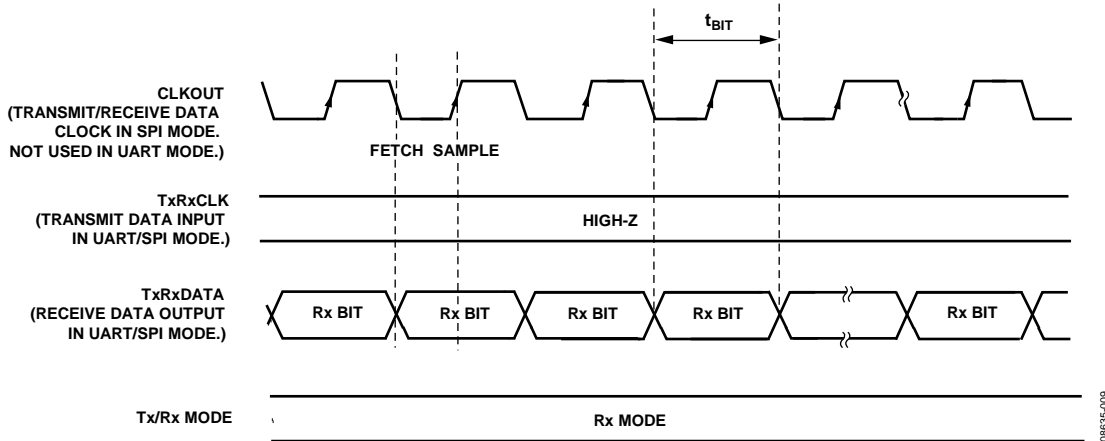 tBIT
CLKOUT
(TRANSMIT/RECEIVE DATA
CLOCK IN SPI MODE.
NOT USED IN UART MODE.)
FETCH SAMPLE
TxRxCLK
(TRANSMIT DATA INPUT
IN UART/SPI MODE.)
HIGH-Z
TxRxDATA
(RECEIVE DATA OUTPUT
IN UART/SPI MODE.)
Rx BIT Rx BIT Rx BIT Rx BIT Rx BIT
Tx/Rx MODE
Rx MODE
08635-009